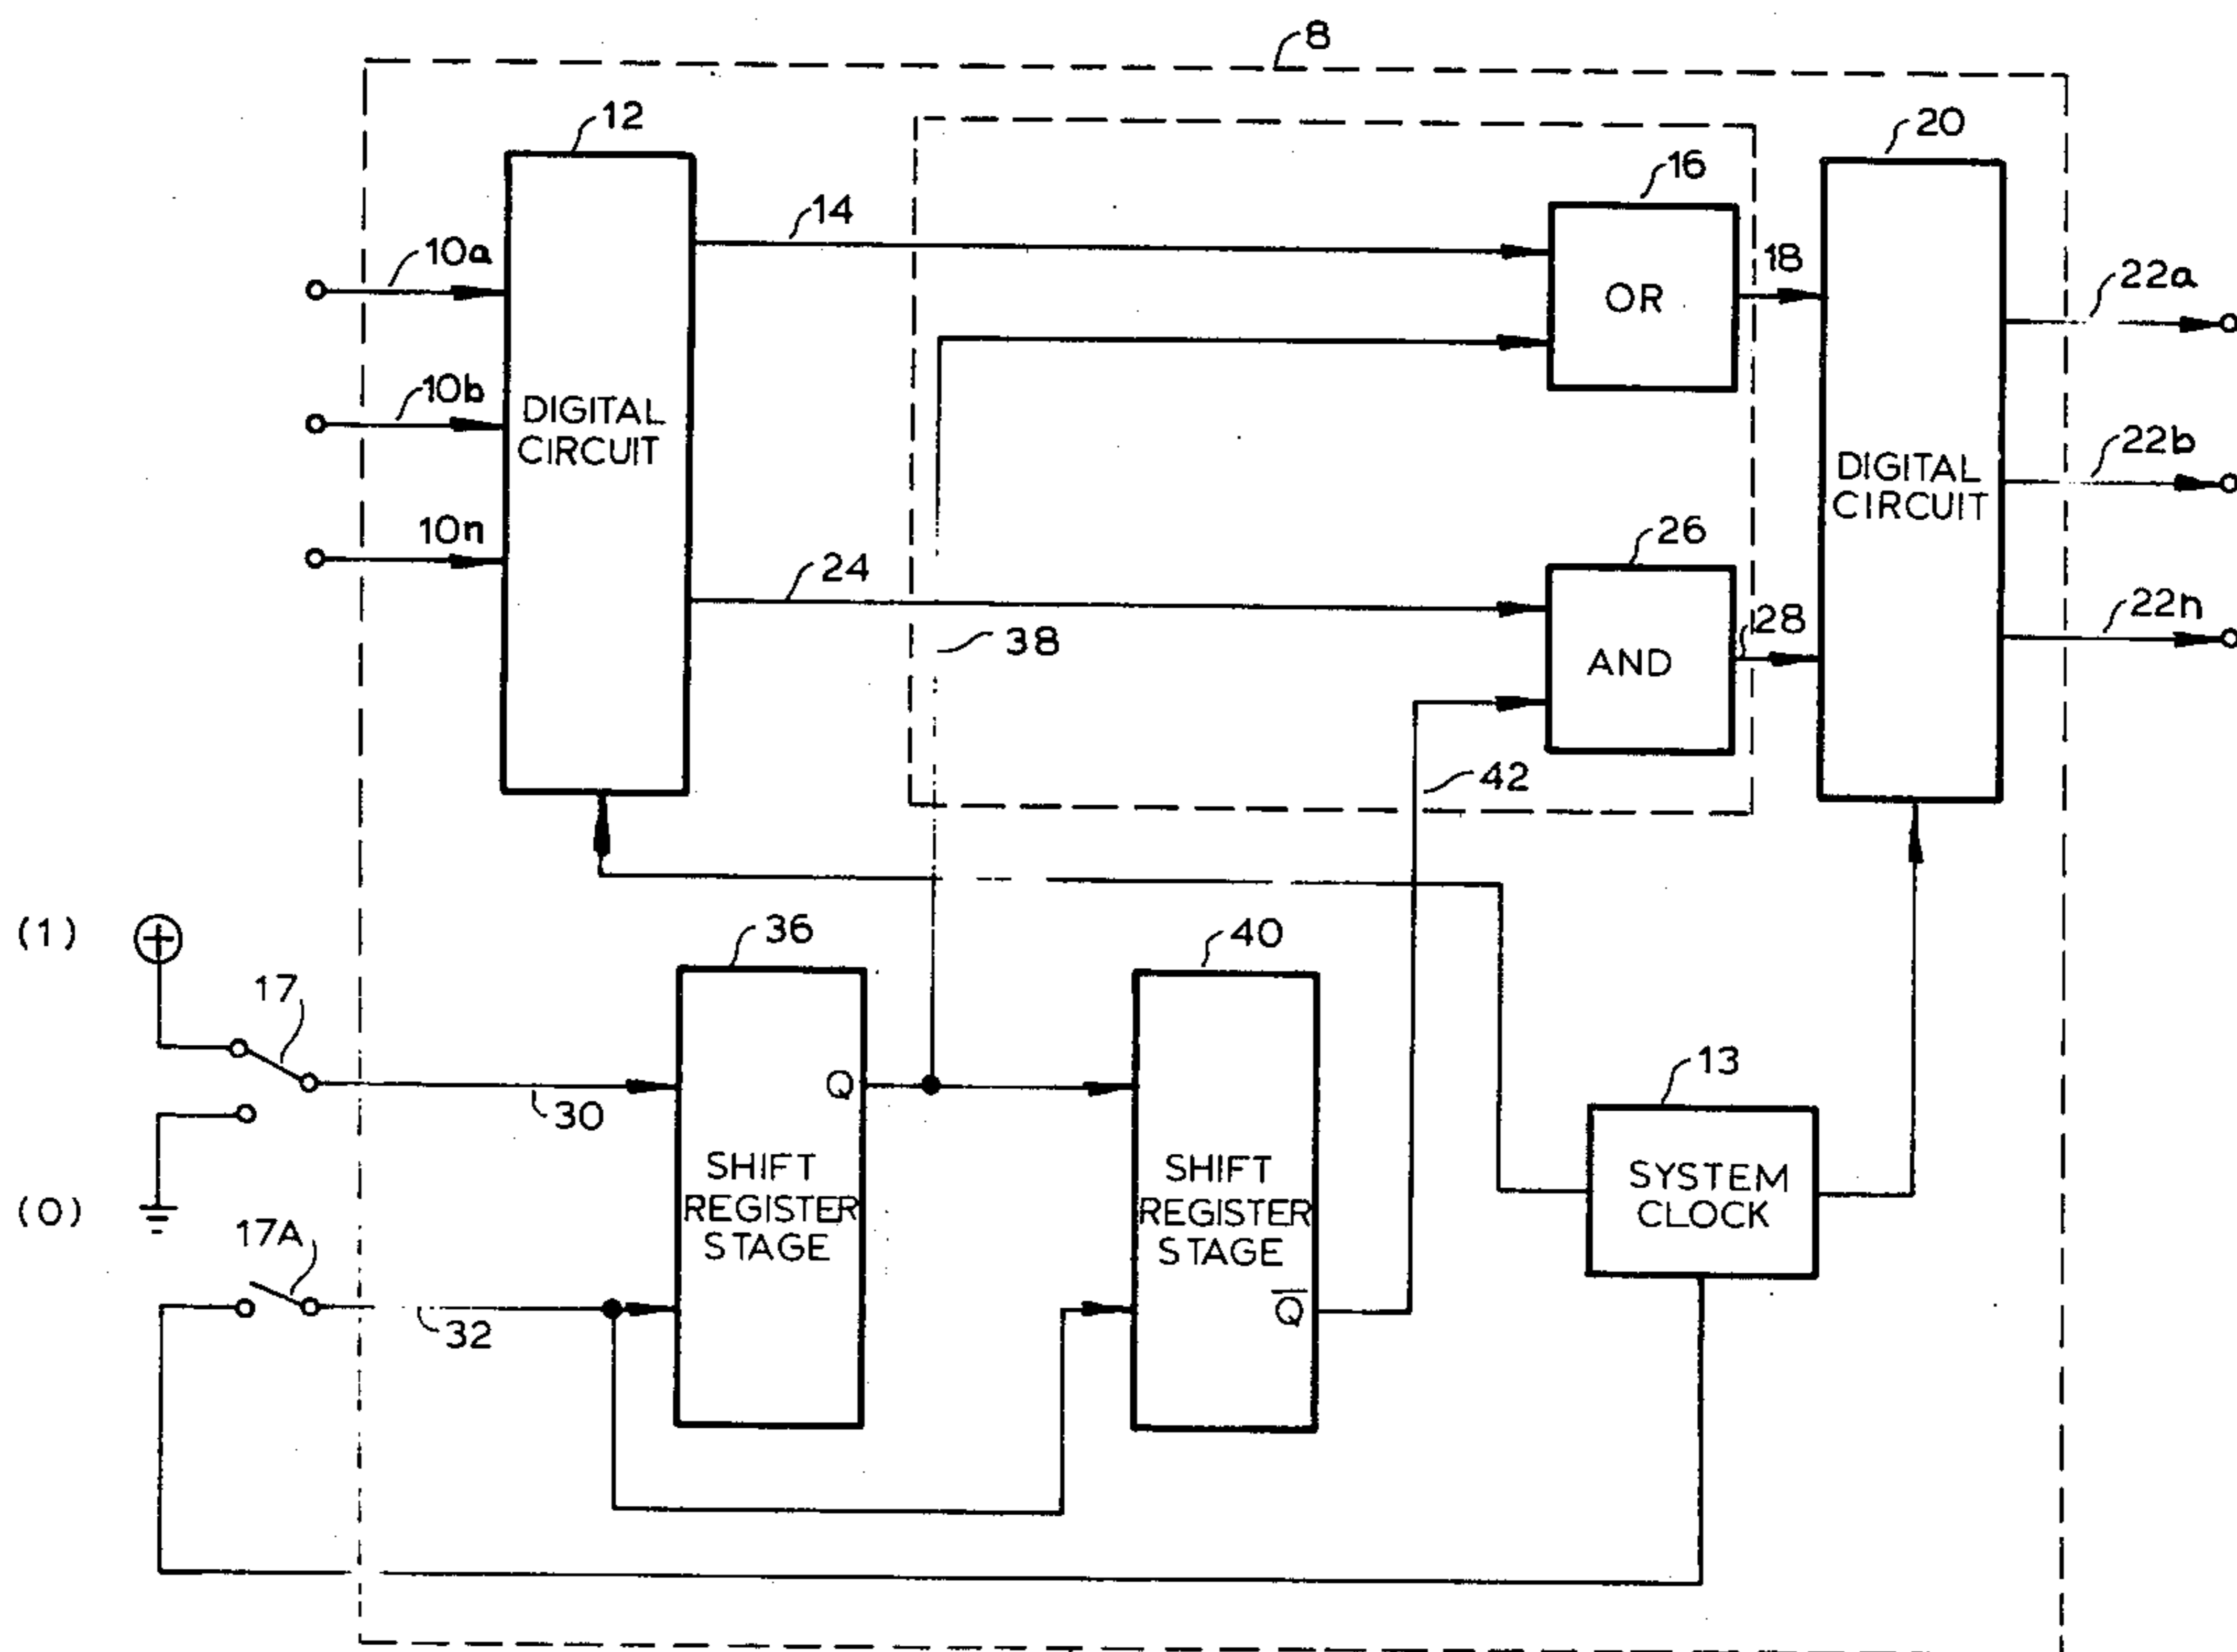 8
12
20
16
14
10a
18
OR
22a
10b
DIGITAL
CIRCUIT
22b
DIGITAL
CIRCUIT
10n
26
24
22n
28
38
AND
42
(1)
36
40
17
13
Q
30
SHIFT
REGISTER
STAGE
SHIFT
REGISTER
STAGE
SYSTEM
CLOCK
(0)
17A
Q̅
32